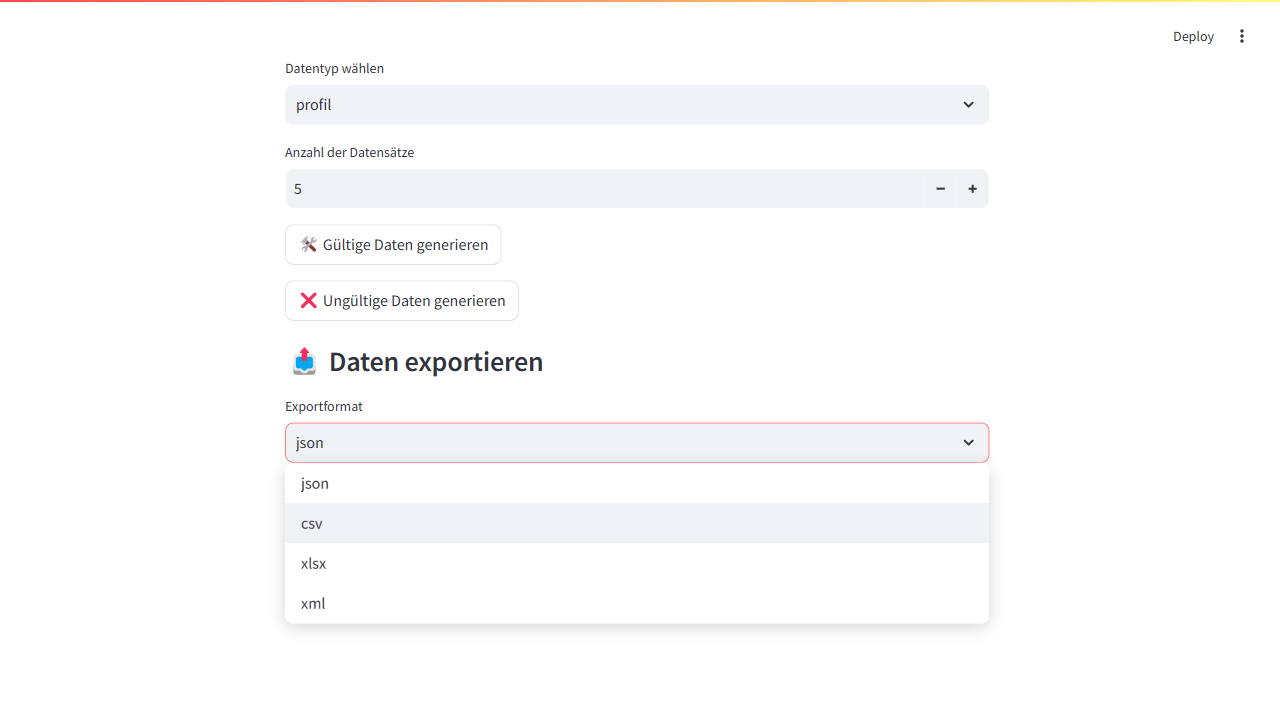 Deploy
Datentyp wählen
profil
Anzahl der Datensätze
5
Gültige Daten generieren
Ungültige Daten generieren
Daten exportieren
Exportformat
json
json
csv
xlsx
xml